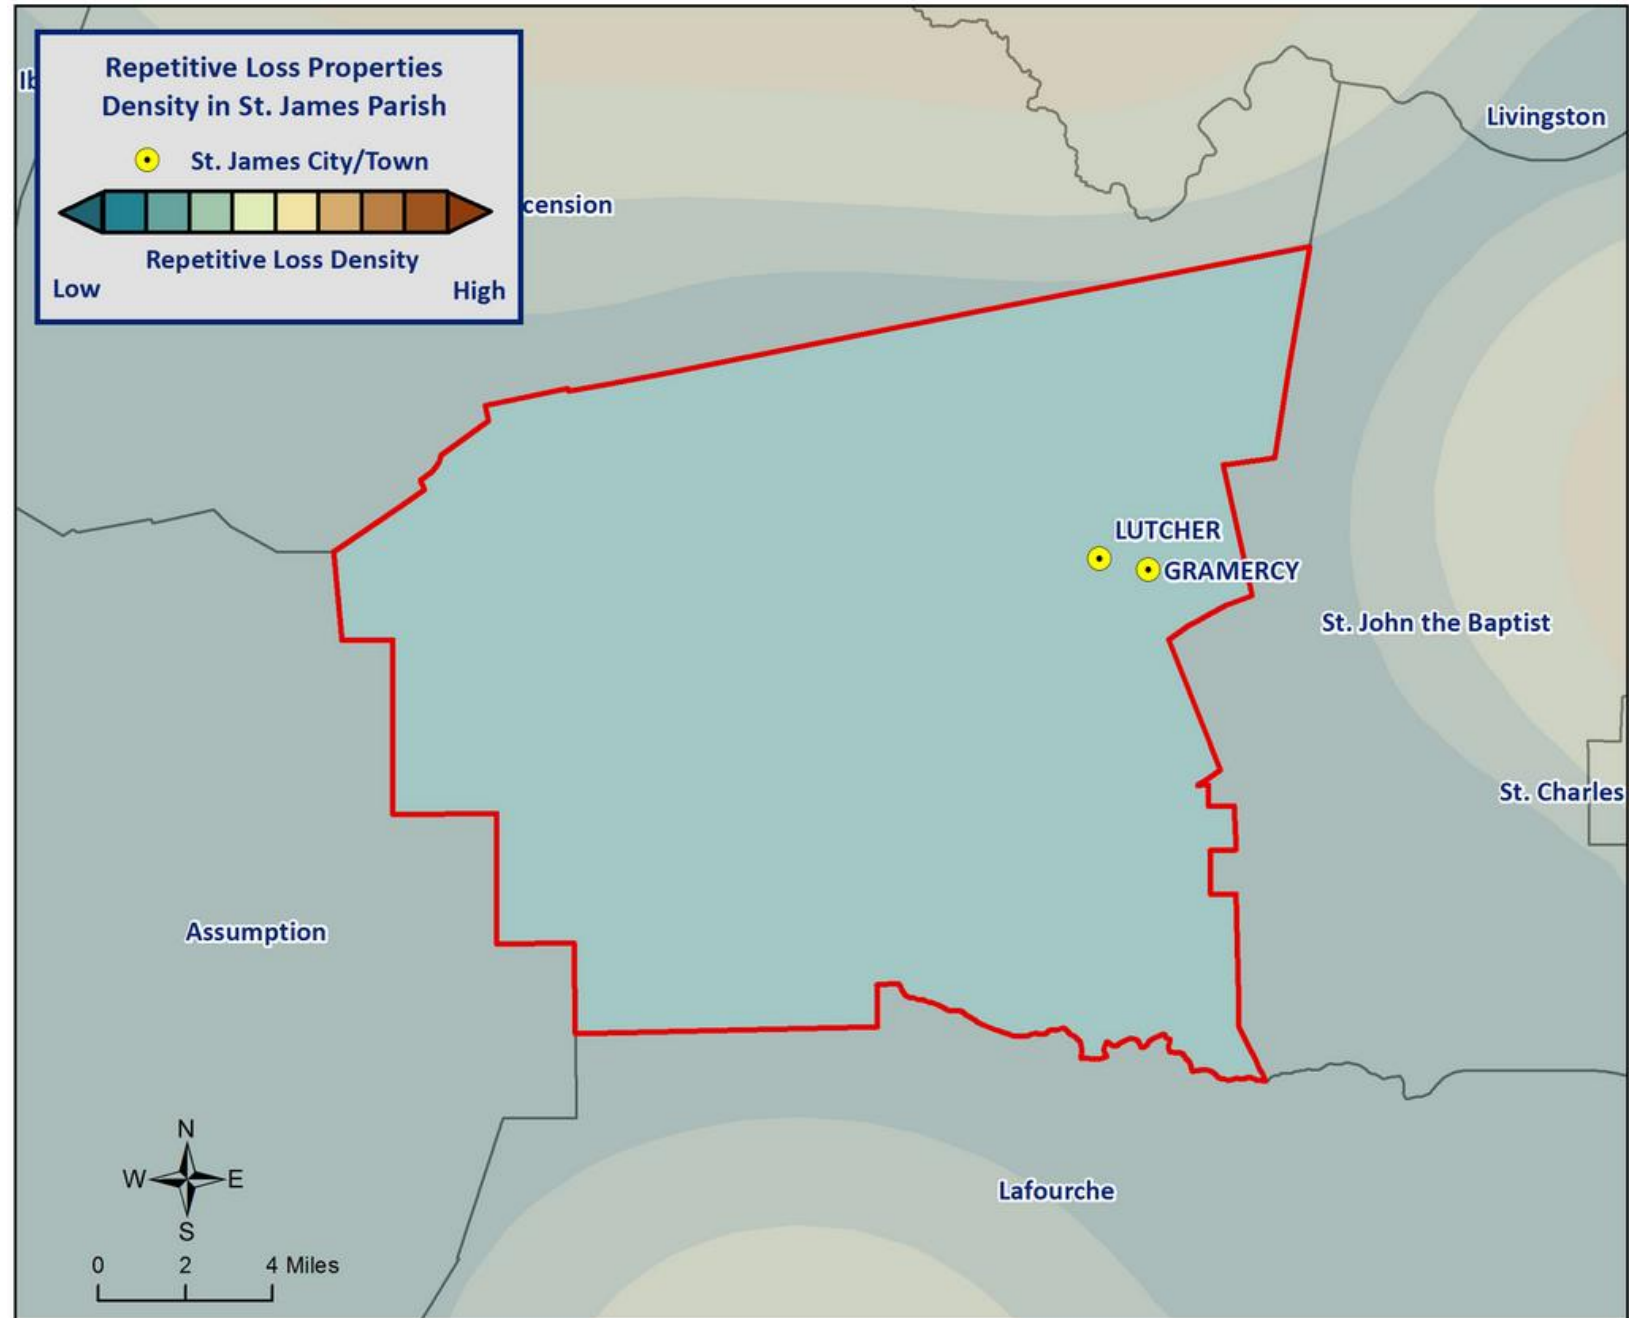 Repetitive Loss Properties
Density in St. James Parish
St. James City/Town
Repetitive Loss Density
Low High
Ib
cension
Livingston
LUTCHER
GRAMERCY
St. John the Baptist
St. Charles
Assumption
Lafourche
N
W E
S
0 2 4 Miles